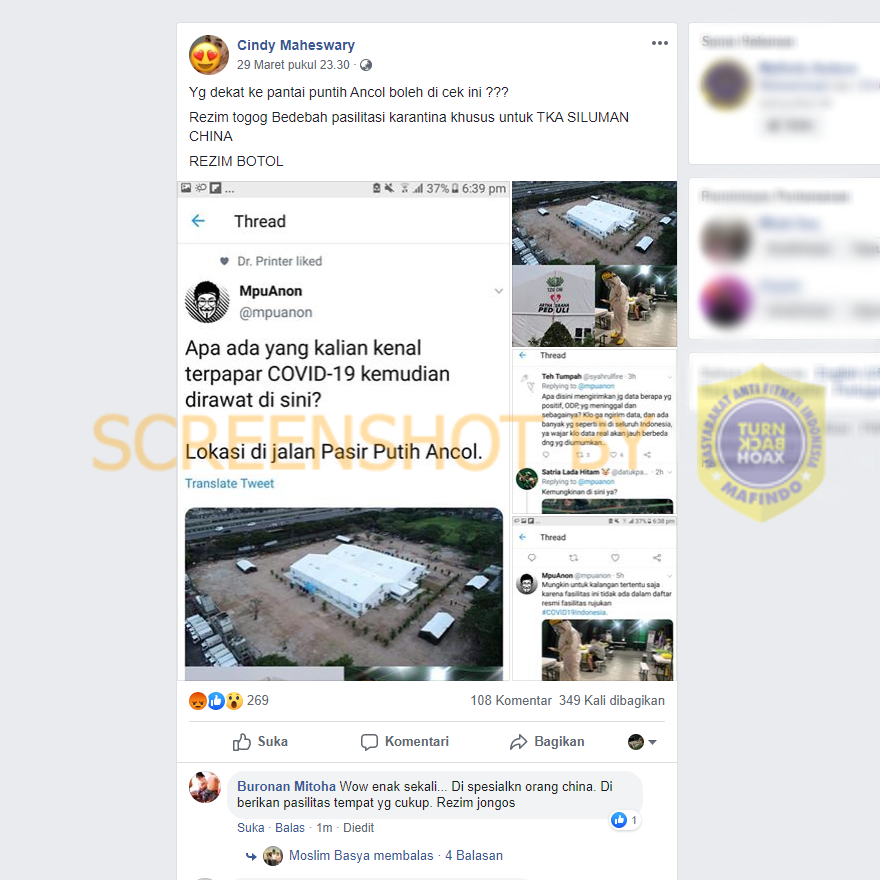 Cindy Maheswary
29 Maret pukul 23.30 ·
Yg dekat ke pantai puntih Ancol boleh di cek ini ???
Rezim togog Bedebah pasilitasi karantina khusus untuk TKA SILUMAN
CHINA
REZIM BOTOL
... 37% 6:39 pm
Thread
Dr. Printer liked
MpuAnon
@mpuanon
Apa ada yang kalian kenal
terpapar COVID-19 kemudian
dirawat di sini?
Lokasi di jalan Pasir Putih Ancol.
Translate Tweet
ARTHA GRAHA
PEDULI
Thread
Teh Tumpah @syahrulfire · 3h
Replying to @mpuanon
Apa disini mengirimkan jg data berapa yg
positif, ODP, yg meninggal dan
sebagainya? Klo ga ngirim data, dan ada
banyak yg seperti ini di seluruh Indonesia,
ya wajar klo data real akan jauh berbeda
dng yg diumumkan..
Satria Lada Hitam @datukpa... · 2h
Replying to @mpuanon
Kemungkinan di sini ya?
37% 6:38 pm
Thread
MpuAnon @mpuanon · 5h
Mungkin untuk kalangan tertentu saja
karena fasilitas ini tidak ada dalam daftar
resmi fasilitas rujukan
#COVID19Indonesia.
SCREENSHOT BY
MASYARAKAT ANTI FITNAH INDONESIA
TURN
BACK
HOAX
MAFINDO
269
108 Komentar 349 Kali dibagikan
Suka Komentari Bagikan
Buronan Mitoha Wow enak sekali... Di spesialkn orang china. Di
berikan pasilitas tempat yg cukup. Rezim jongos
1
Suka · Balas · 1m · Diedit
Moslim Basya membalas · 4 Balasan